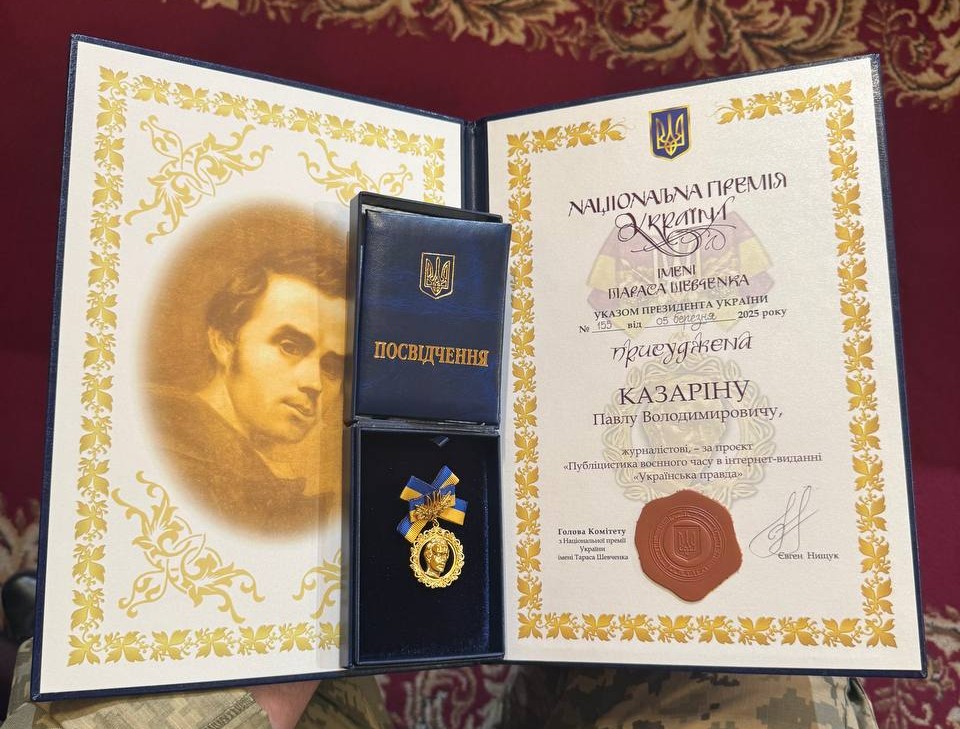 ПОСВІДЧЕННЯ
НАЦІОНАЛЬНА ПРЕМІЯ
України
ІМЕНІ
ТАРАСА ШЕВЧЕНКА
УКАЗОМ ПРЕЗИДЕНТА УКРАЇНИ
№ 155 від 05 березня 2025 року
присуджена
КАЗАРІНУ
Павлу Володимировичу,
журналістові, – за проєкт
«Публіцистика воєнного часу в інтернет-виданні
«Українська правда»
Голова Комітету
з Національної премії
України
імені Тараса Шевченка
Євген Нищук